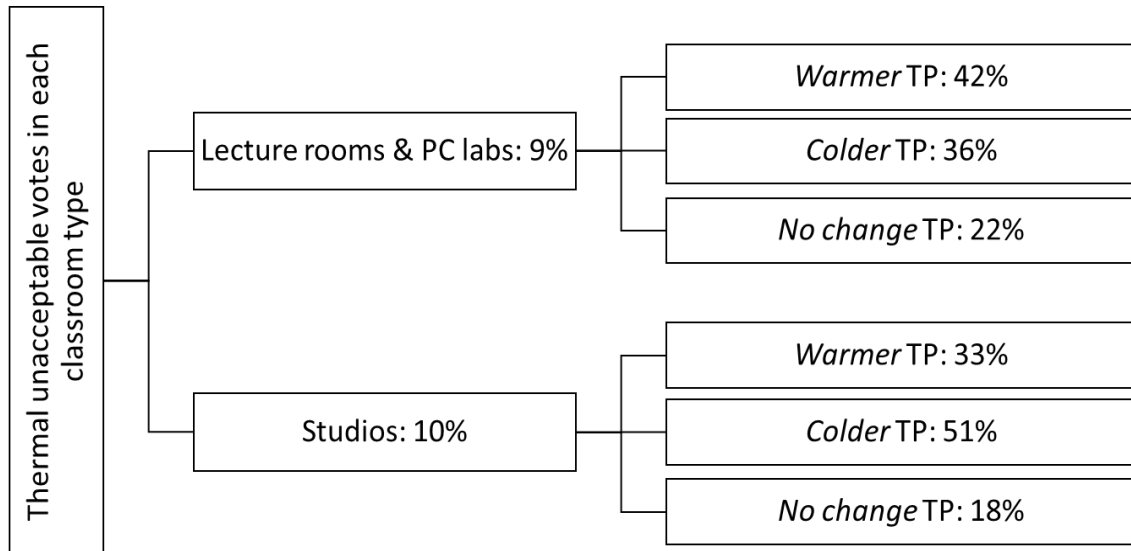 Thermal unacceptable votes in each
classroom type
Lecture rooms & PC labs: 9%
Warmer TP: 42%
Colder TP: 36%
No change TP: 22%
Studios: 10%
Warmer TP: 33%
Colder TP: 51%
No change TP: 18%